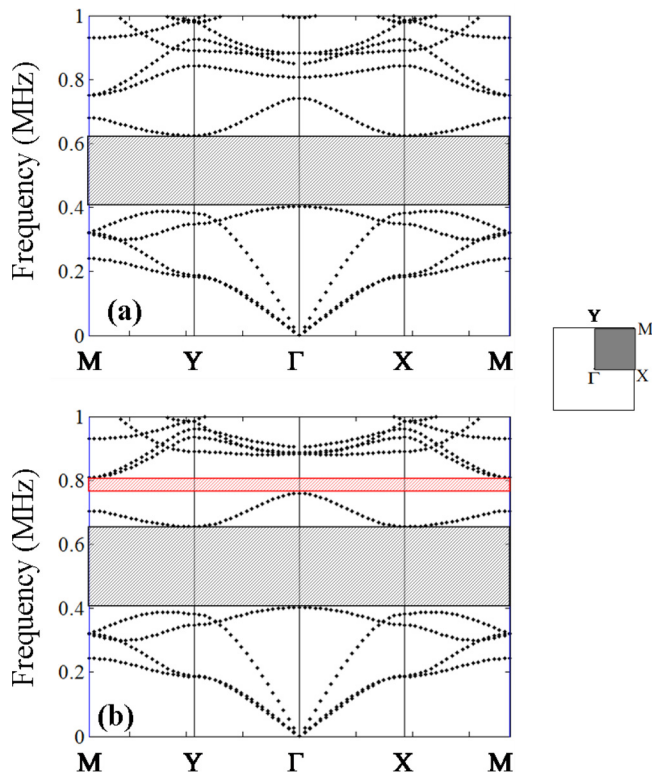 1
0.8
0.6
0.4
0.2
0
Frequency (MHz)
(a)
M Y Γ X M
Y
M
Γ
X
1
0.8
0.6
0.4
0.2
0
Frequency (MHz)
(b)
M Y Γ X M